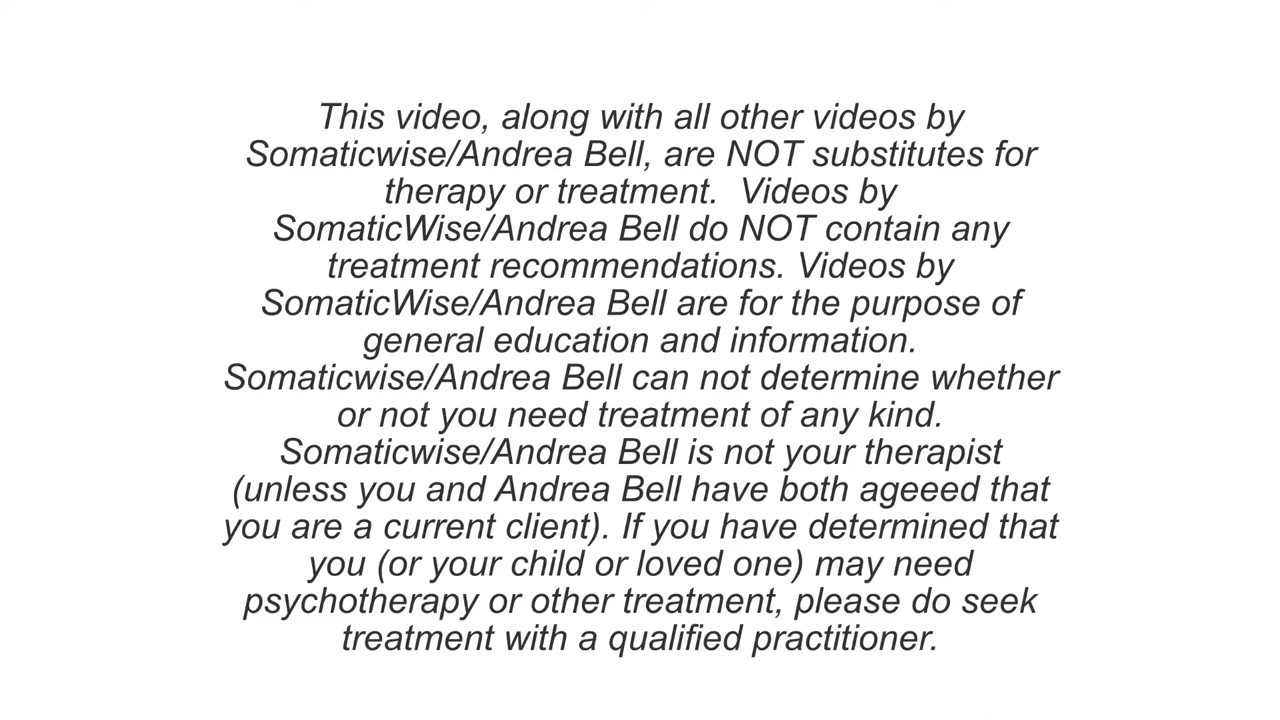 This video, along with all other videos by
Somaticwise/Andrea Bell, are NOT substitutes for
therapy or treatment.  Videos by
SomaticWise/Andrea Bell do NOT contain any
treatment recommendations. Videos by
SomaticWise/Andrea Bell are for the purpose of
general education and information.
Somaticwise/Andrea Bell can not determine whether
or not you need treatment of any kind.
Somaticwise/Andrea Bell is not your therapist
(unless you and Andrea Bell have both ageeed that
you are a current client). If you have determined that
you (or your child or loved one) may need
psychotherapy or other treatment, please do seek
treatment with a qualified practitioner.